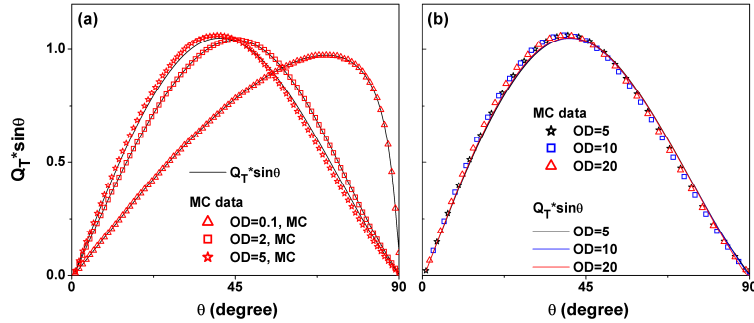 (a)
(b)
1.0
0.5
0.0
Q_T*sinθ
Q_T*sinθ
MC data
OD=0.1, MC
OD=2, MC
OD=5, MC
0
45
90
θ (degree)
MC data
OD=5
OD=10
OD=20
Q_T*sinθ
OD=5
OD=10
OD=20
0
45
90
θ (degree)